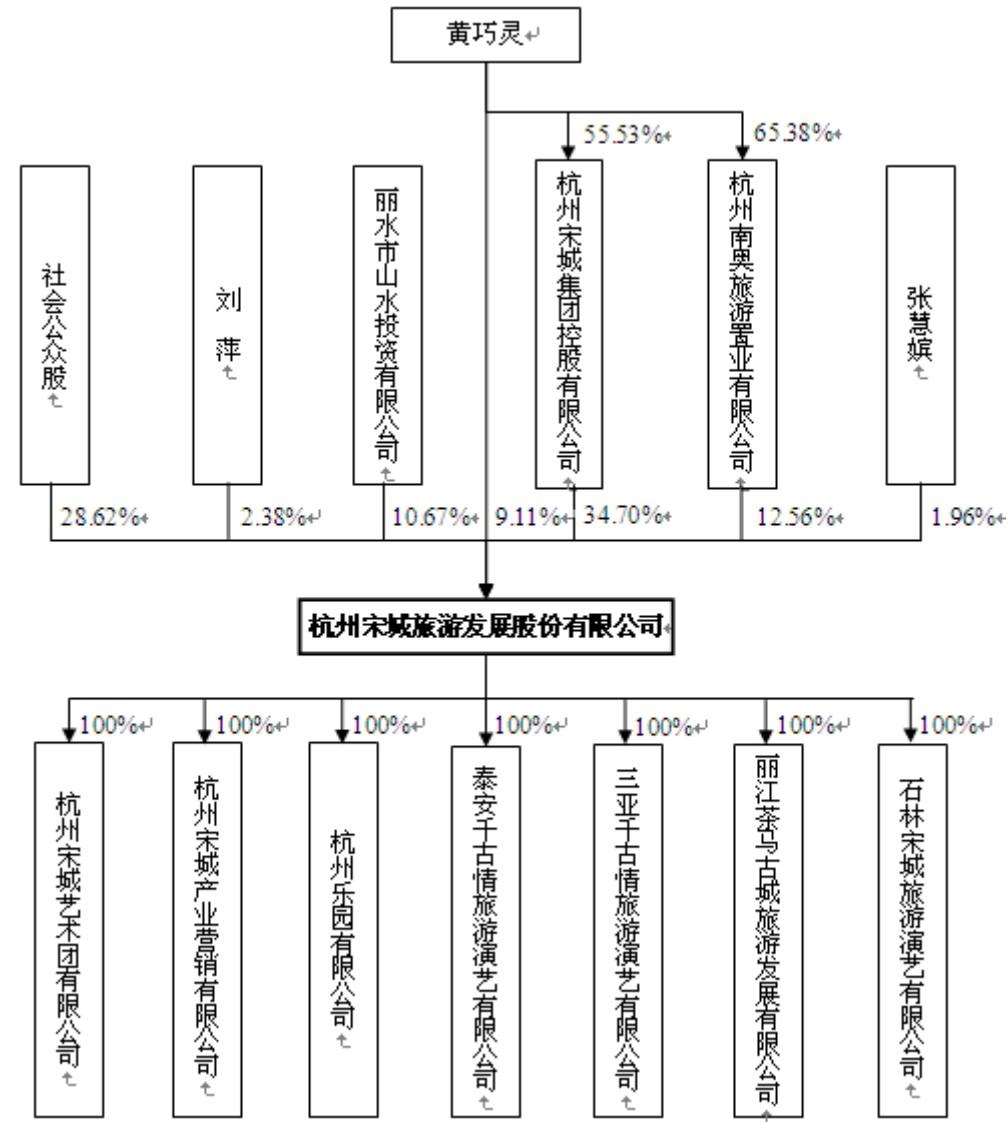 黄巧灵
55.53%
65.38%
社会公众股
刘萍
丽水市山水投资有限公司
杭州宋城集团控股有限公司
杭州南奥旅游置业有限公司
张慧嫔
28.62%
2.38%
10.67%
9.11%
34.70%
12.56%
1.96%
杭州宋城旅游发展股份有限公司
100%
100%
100%
100%
100%
100%
100%
杭州宋城艺术团有限公司
杭州宋城产业营销有限公司
杭州乐园有限公司
泰安千古情旅游演艺有限公司
三亚千古情旅游演艺有限公司
丽江茶马古城旅游发展有限公司
石林宋城旅游演艺有限公司